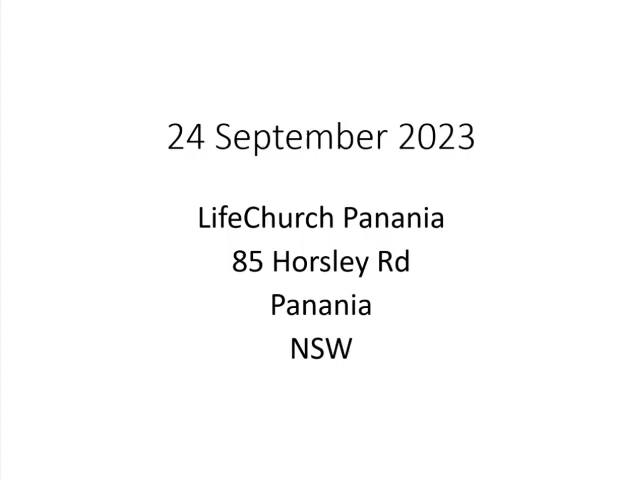 24 September 2023
LifeChurch Panania
85 Horsley Rd
Panania
NSW